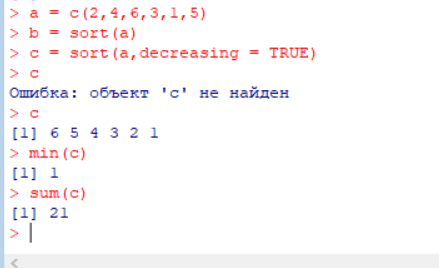 > a = c(2,4,6,3,1,5)
> b = sort(a)
> c = sort(a,decreasing = TRUE)
> с
Ошибка: объект 'с' не найден
> c
[1] 6 5 4 3 2 1
> min(c)
[1] 1
> sum(c)
[1] 21
>